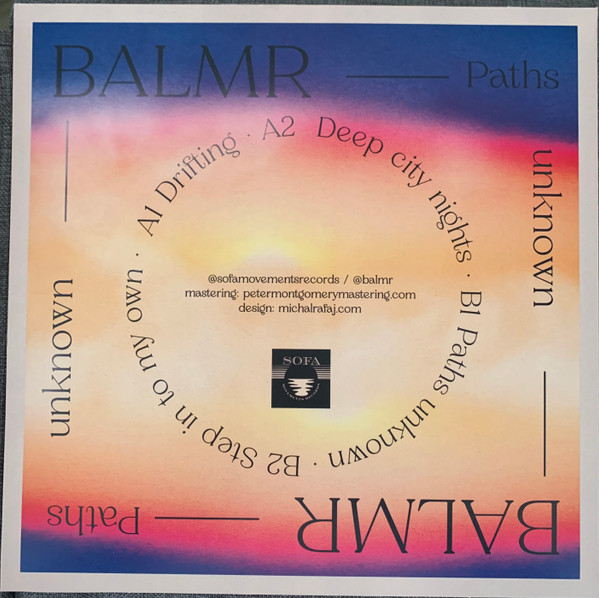 BALMR — Paths
unknown
A1 Drifting · A2 Deep city nights · B1 Paths unknown · B2 Step in to my own ·
@sofamovementsrecords / @balmr
mastering: petermontgomerymastering.com
design: michalrafaj.com
SOFA
BALMR — Paths
unknown